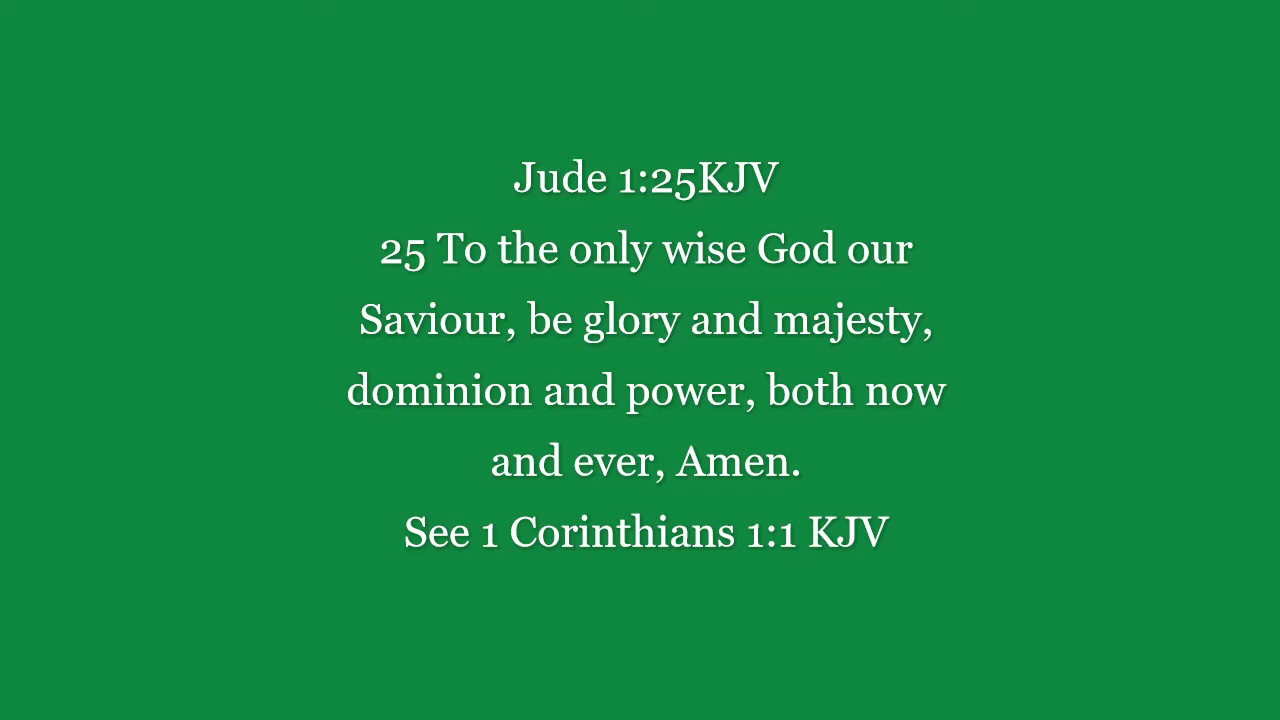 Jude 1:25KJV
25 To the only wise God our
Saviour, be glory and majesty,
dominion and power, both now
and ever, Amen.
See 1 Corinthians 1:1 KJV